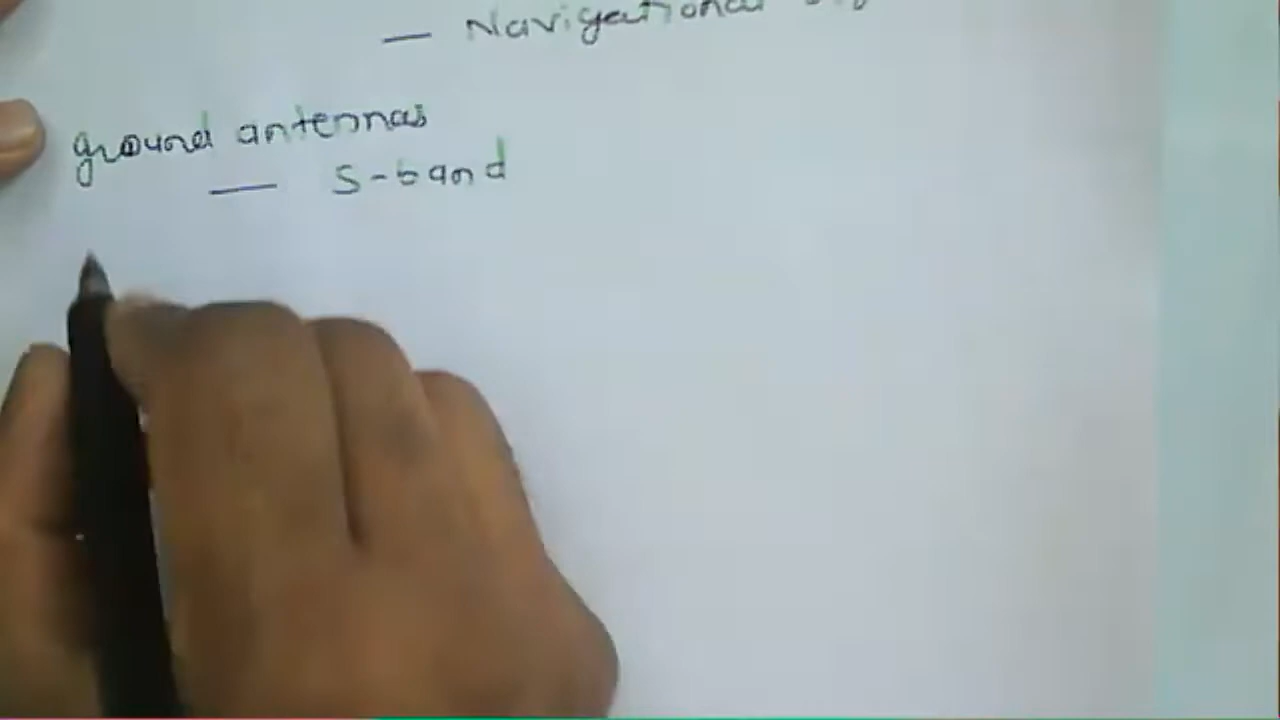 — Navigational
ground antennas
— S-band